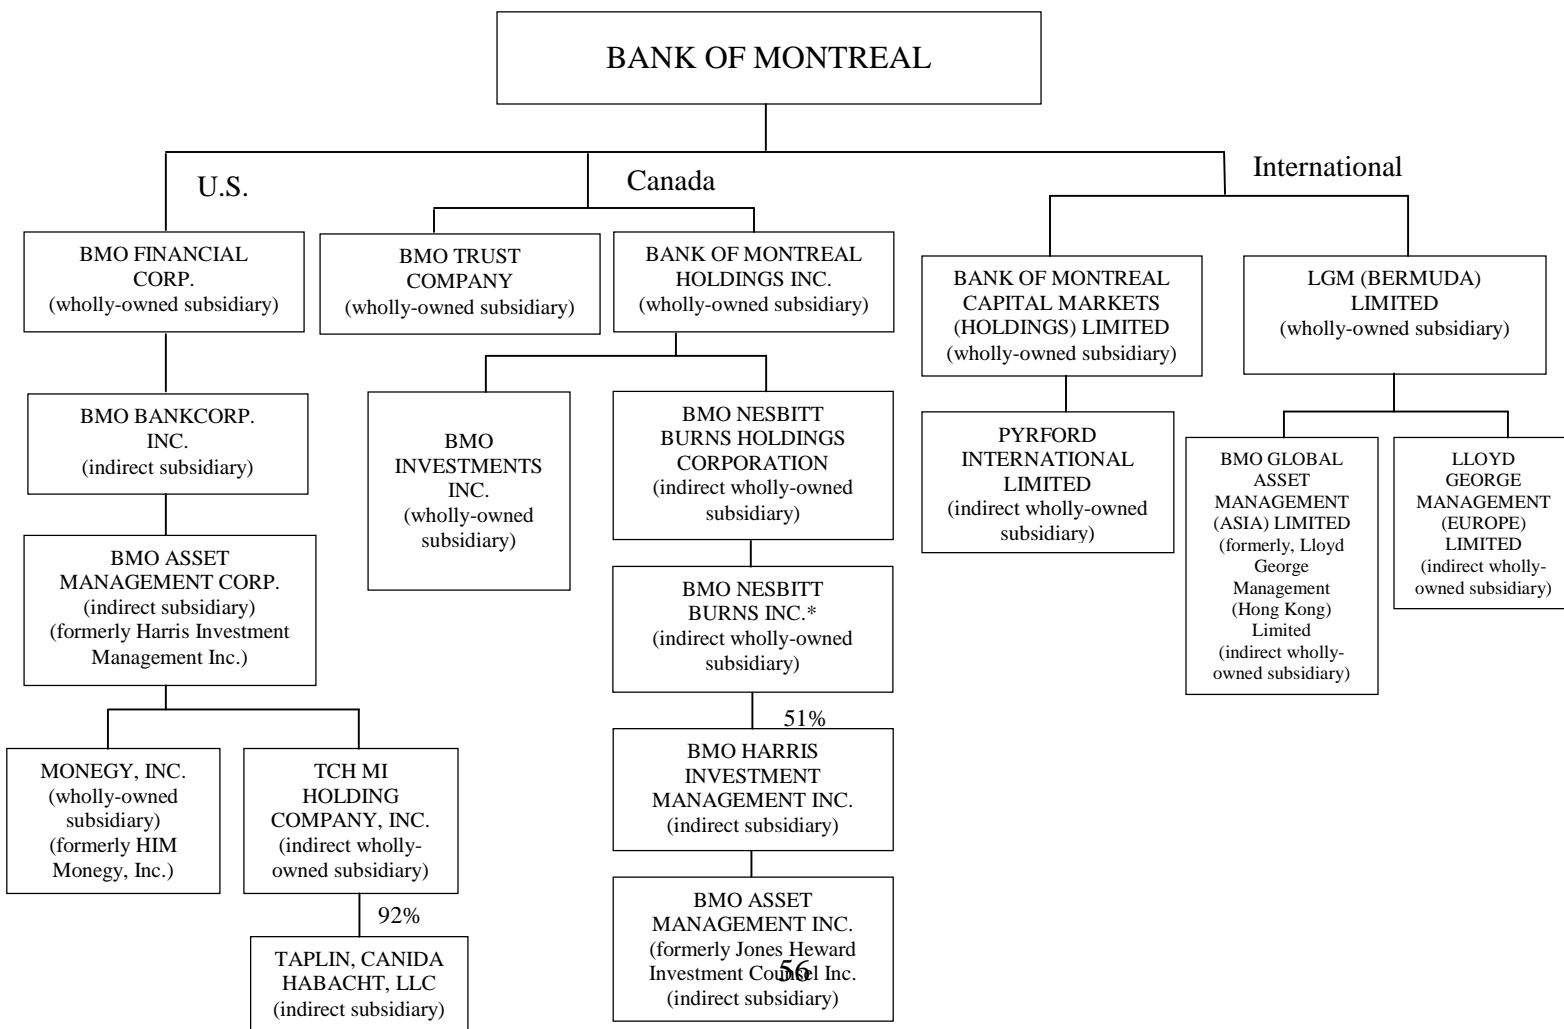 BANK OF MONTREAL
U.S.
Canada
International
BMO FINANCIAL
CORP.
(wholly-owned subsidiary)
BMO TRUST
COMPANY
(wholly-owned subsidiary)
BANK OF MONTREAL
HOLDINGS INC.
(wholly-owned subsidiary)
BANK OF MONTREAL
CAPITAL MARKETS
(HOLDINGS) LIMITED
(wholly-owned subsidiary)
LGM (BERMUDA)
LIMITED
(wholly-owned subsidiary)
BMO BANKCORP.
INC.
(indirect subsidiary)
BMO
INVESTMENTS
INC.
(wholly-owned
subsidiary)
BMO NESBITT
BURNS HOLDINGS
CORPORATION
(indirect wholly-owned
subsidiary)
PYRFORD
INTERNATIONAL
LIMITED
(indirect wholly-owned
subsidiary)
BMO GLOBAL
ASSET
MANAGEMENT
(ASIA) LIMITED
(formerly, Lloyd
George
Management
(Hong Kong)
Limited
(indirect wholly-
owned subsidiary)
LLOYD
GEORGE
MANAGEMENT
(EUROPE)
LIMITED
(indirect wholly-
owned subsidiary)
BMO ASSET
MANAGEMENT CORP.
(indirect subsidiary)
(formerly Harris Investment
Management Inc.)
BMO NESBITT
BURNS INC.*
(indirect wholly-owned
subsidiary)
51%
MONEGY, INC.
(wholly-owned
subsidiary)
(formerly HIM
Monegy, Inc.)
TCH MI
HOLDING
COMPANY, INC.
(indirect wholly-
owned subsidiary)
BMO HARRIS
INVESTMENT
MANAGEMENT INC.
(indirect subsidiary)
92%
TAPLIN, CANIDA
HABACHT, LLC
(indirect subsidiary)
BMO ASSET
MANAGEMENT INC.
(formerly Jones Heward
Investment Counsel Inc.
(indirect subsidiary)
56